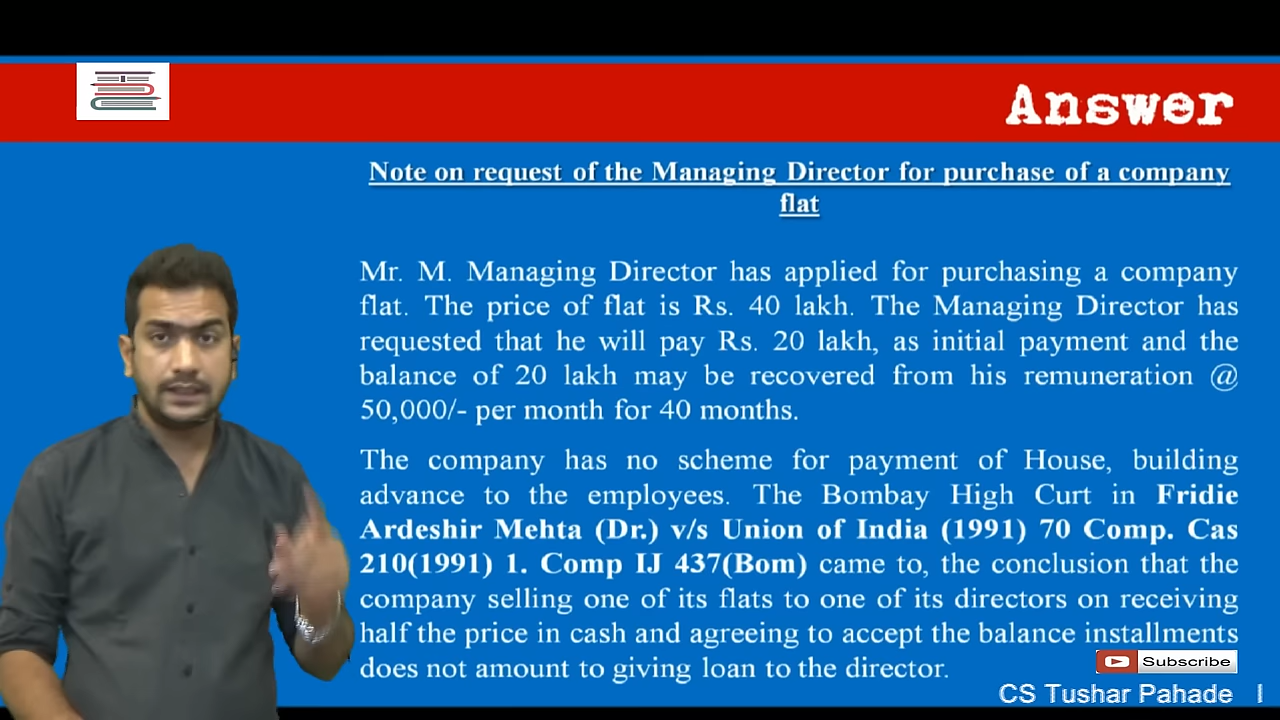 Answer
Note on request of the Managing Director for purchase of a company
flat
Mr. M. Managing Director has applied for purchasing a company
flat. The price of flat is Rs. 40 lakh. The Managing Director has
requested that he will pay Rs. 20 lakh, as initial payment and the
balance of 20 lakh may be recovered from his remuneration @
50,000/- per month for 40 months.
The company has no scheme for payment of House, building
advance to the employees. The Bombay High Curt in Fridie
Ardeshir Mehta (Dr.) v/s Union of India (1991) 70 Comp. Cas
210(1991) 1. Comp IJ 437(Bom) came to, the conclusion that the
company selling one of its flats to one of its directors on receiving
half the price in cash and agreeing to accept the balance installments
does not amount to giving loan to the director.
Subscribe
CS Tushar Pahade I